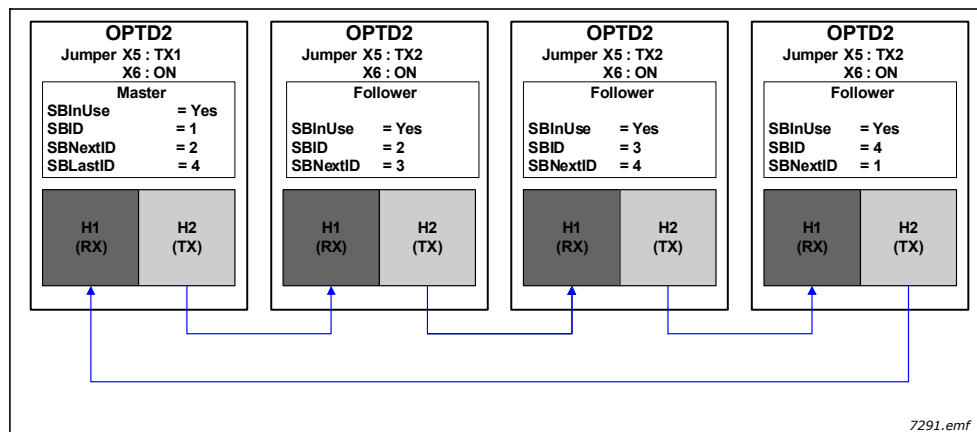 OPTD2
Jumper X5 : TX1
X6 : ON
Master
SBInUse = Yes
SBID = 1
SBNextID = 2
SBLastID = 4
H1
(RX)
H2
(TX)
OPTD2
Jumper X5 : TX2
X6 : ON
Follower
SBInUse = Yes
SBID = 2
SBNextID = 3
H1
(RX)
H2
(TX)
OPTD2
Jumper X5 : TX2
X6 : ON
Follower
SBInUse = Yes
SBID = 3
SBNextID = 4
H1
(RX)
H2
(TX)
OPTD2
Jumper X5 : TX2
X6 : ON
Follower
SBInUse = Yes
SBID = 4
SBNextID = 1
H1
(RX)
H2
(TX)
7291.emf